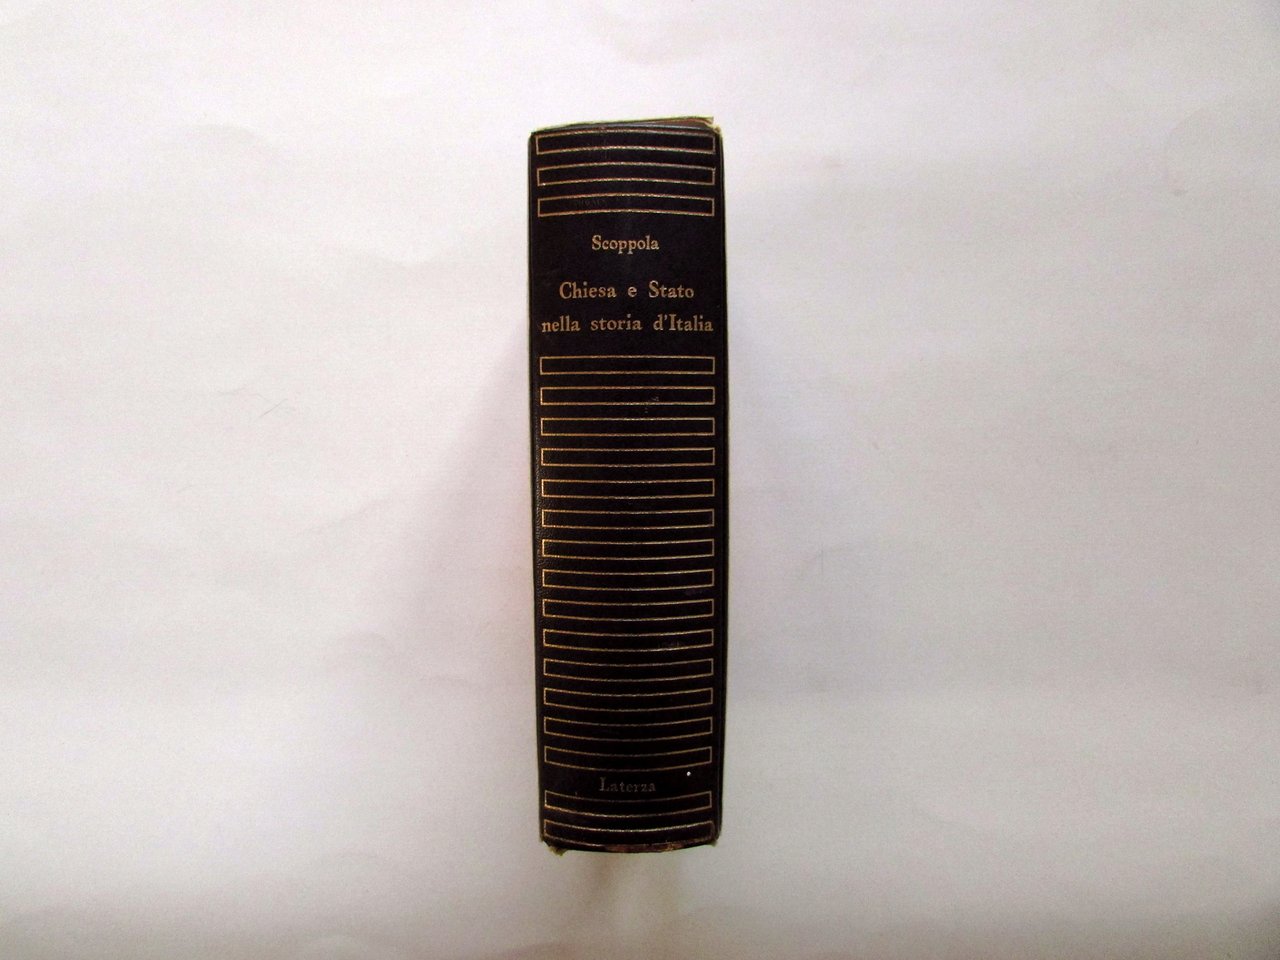 Scoppola
Chiesa e Stato
nella storia d'Italia
Laterza